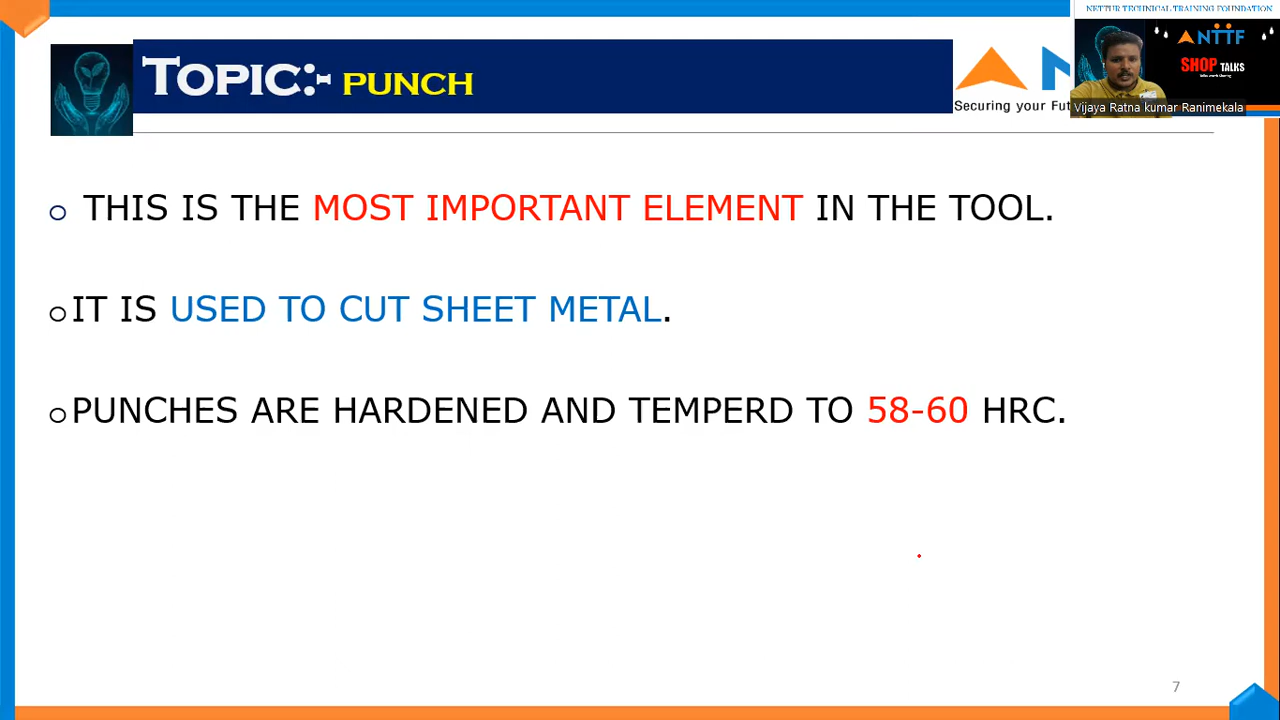 NETTUR TECHNICAL TRAINING FOUNDATION
TOPIC:- PUNCH
Securing your Fut
NTTF
SHOP TALKS
Vijaya Ratna kumar Ranimekala
THIS IS THE MOST IMPORTANT ELEMENT IN THE TOOL.
IT IS USED TO CUT SHEET METAL.
PUNCHES ARE HARDENED AND TEMPERD TO 58-60 HRC.
7